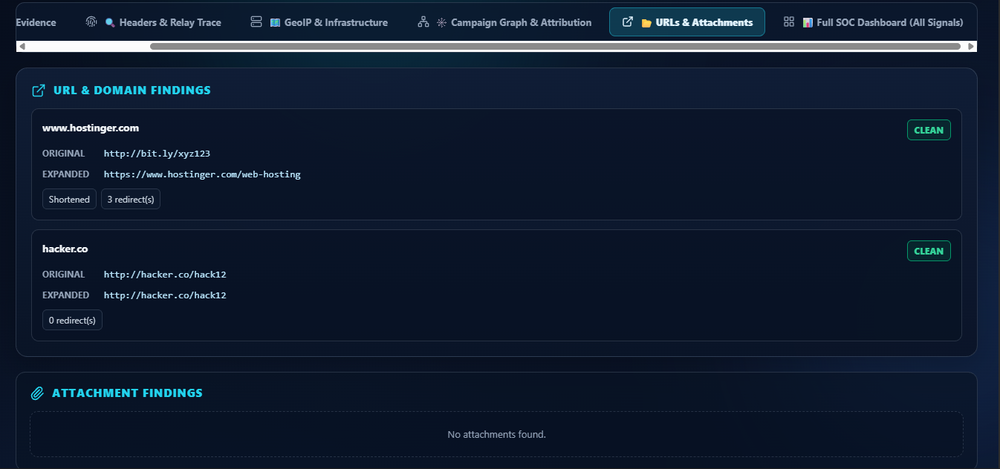 Evidence
Headers & Relay Trace
GeoIP & Infrastructure
Campaign Graph & Attribution
URLs & Attachments
Full SOC Dashboard (All Signals)
URL & DOMAIN FINDINGS
www.hostinger.com
CLEAN
ORIGINAL http://bit.ly/xyz123
EXPANDED https://www.hostinger.com/web-hosting
Shortened 3 redirect(s)
hacker.co
CLEAN
ORIGINAL http://hacker.co/hack12
EXPANDED http://hacker.co/hack12
0 redirect(s)
ATTACHMENT FINDINGS
No attachments found.